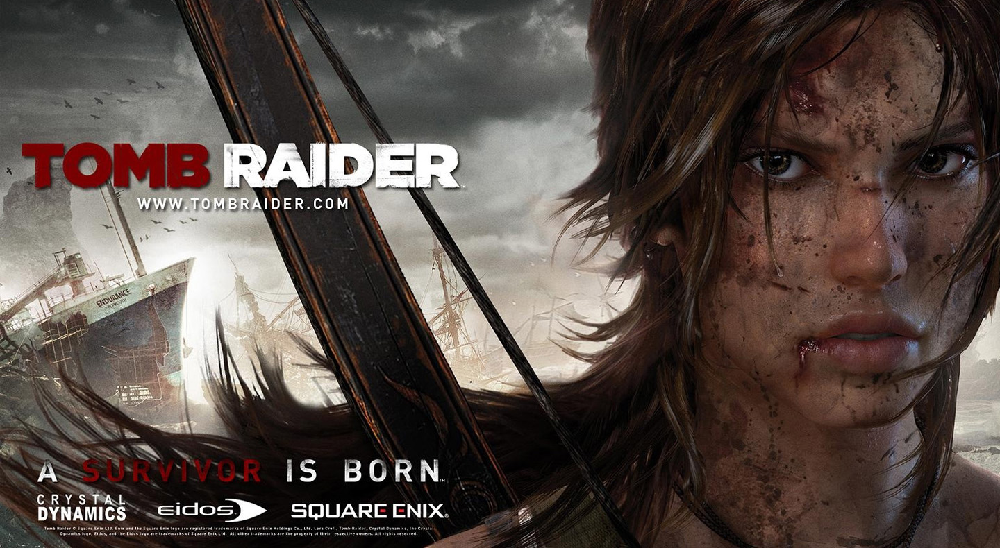 TOMB RAIDER™
WWW.TOMBRAIDER.COM
ENDURANCE
PLYMOUTH
A SURVIVOR IS BORN™
CRYSTAL
DYNAMICS
eidos
SQUARE ENIX®
Tomb Raider © Square Enix Ltd. Enix and the Square Enix logo are registered trademarks of Square Enix Holdings Co., Ltd. Lara Croft, Tomb Raider, Crystal Dynamics, the Crystal
Dynamics logo, Eidos, and the Eidos logo are trademarks of Square Enix Ltd. All other trademarks are the property of their respective owners. All rights reserved.